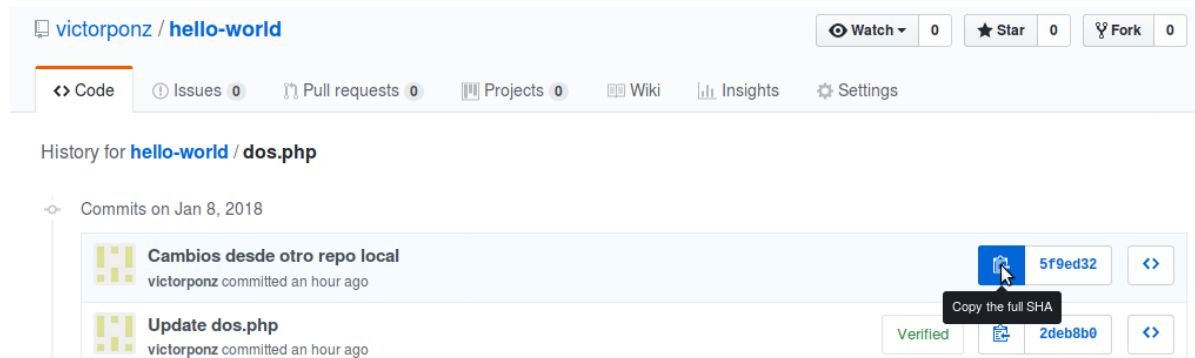 victorponz / hello-world Watch 0 Star 0 Fork 0
Code Issues 0 Pull requests 0 Projects 0 Wiki Insights Settings
History for hello-world / dos.php
Commits on Jan 8, 2018
Cambios desde otro repo local 5f9ed32
victorponz committed an hour ago
Copy the full SHA
Update dos.php Verified 2deb8b0
victorponz committed an hour ago